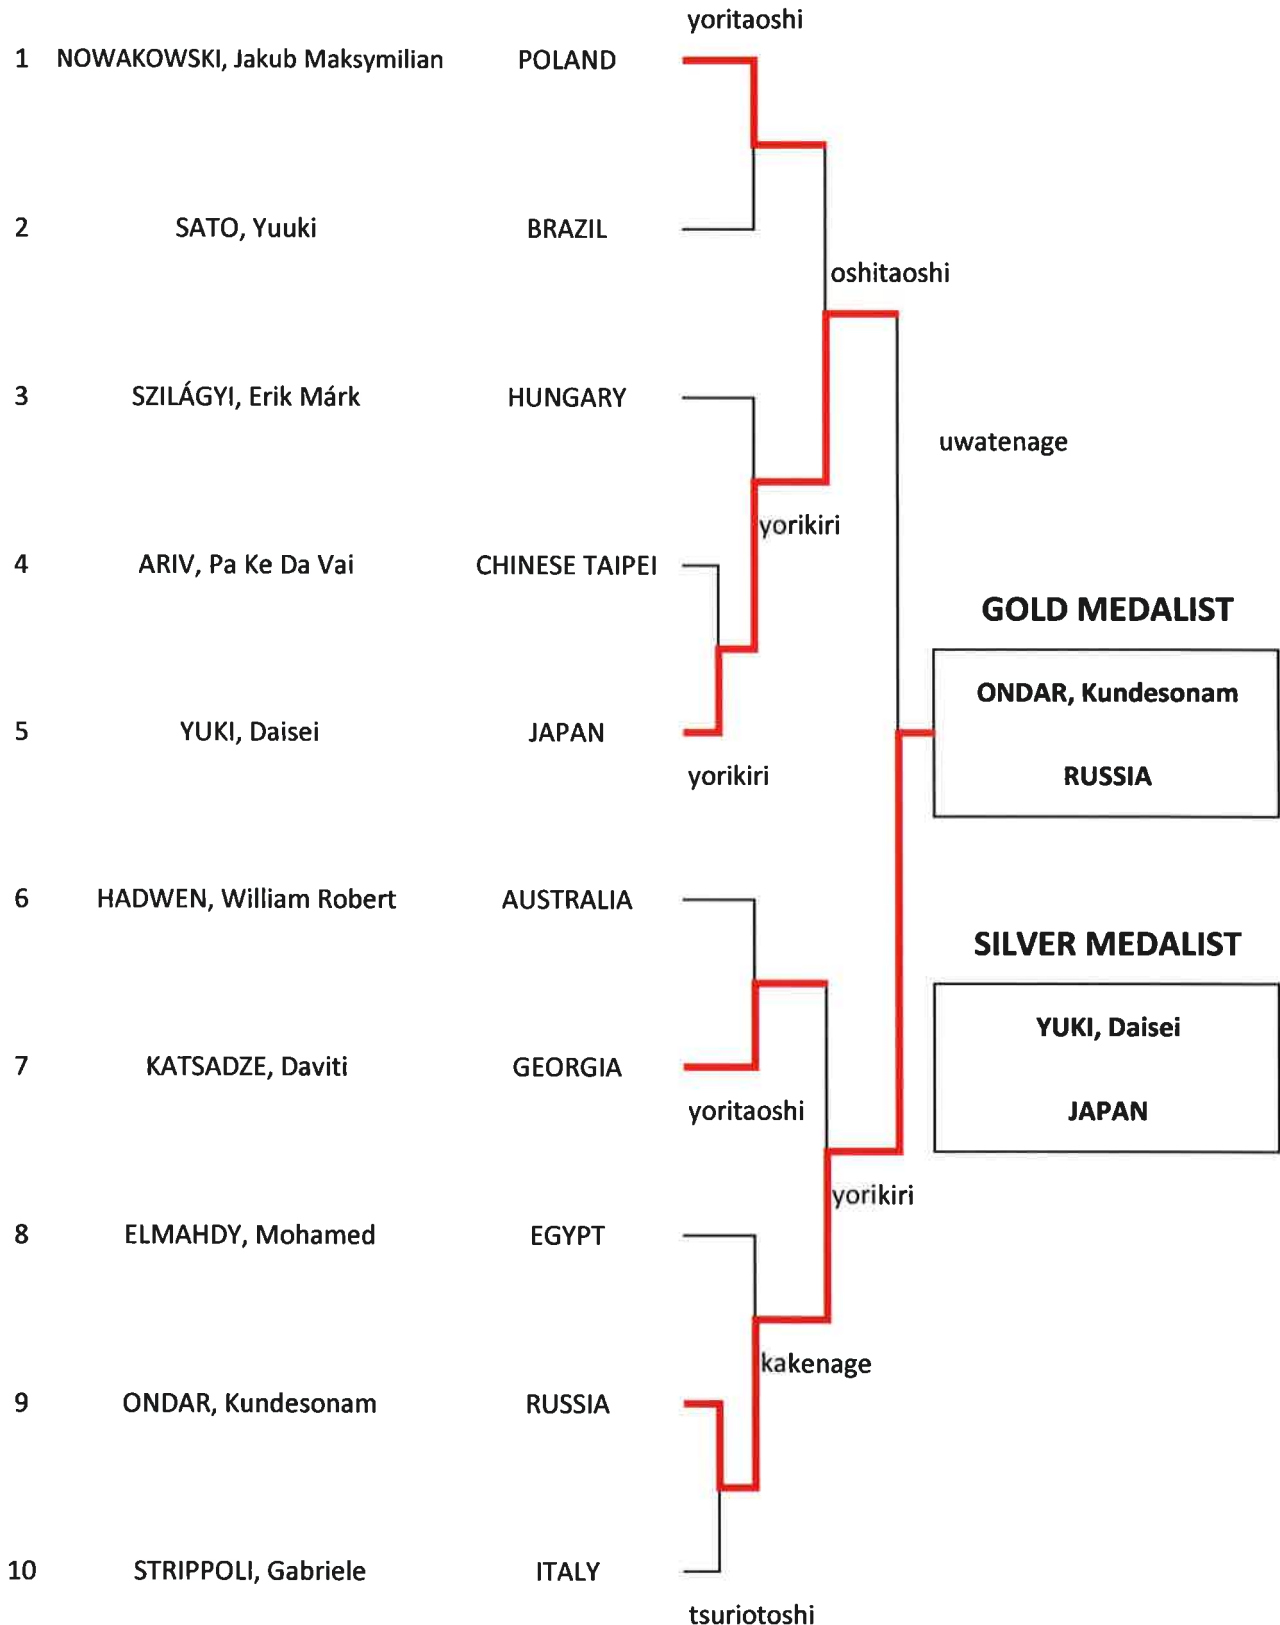 yoritaoshi
1 NOWAKOWSKI, Jakub Maksymilian POLAND
2 SATO, Yuuki BRAZIL
oshitaoshi
3 SZILÁGYI, Erik Márk HUNGARY
uwatenage
yorikiri
4 ARIV, Pa Ke Da Vai CHINESE TAIPEI
GOLD MEDALIST
ONDAR, Kundesonam
5 YUKI, Daisei JAPAN
yorikiri
RUSSIA
6 HADWEN, William Robert AUSTRALIA
SILVER MEDALIST
YUKI, Daisei
7 KATSADZE, Daviti GEORGIA
yoritaoshi
JAPAN
yorikiri
8 ELMAHDY, Mohamed EGYPT
kakenage
9 ONDAR, Kundesonam RUSSIA
10 STRIPPOLI, Gabriele ITALY
tsuriotoshi